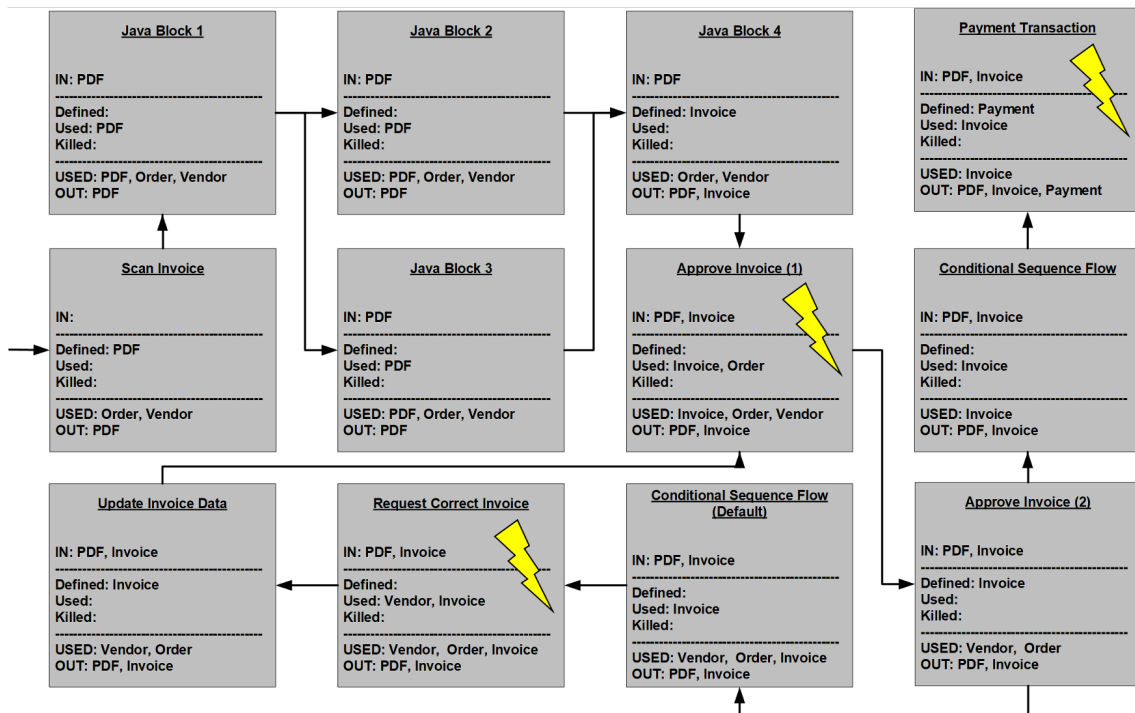 Java Block 1
IN: PDF
Defined:
Used: PDF
Killed:
USED: PDF, Order, Vendor
OUT: PDF
Java Block 2
IN: PDF
Defined:
Used: PDF
Killed:
USED: PDF, Order, Vendor
OUT: PDF
Java Block 4
IN: PDF
Defined: Invoice
Used:
Killed:
USED: Order, Vendor
OUT: PDF, Invoice
Payment Transaction
IN: PDF, Invoice
Defined: Payment
Used: Invoice
Killed:
USED: Invoice
OUT: PDF, Invoice, Payment
Scan Invoice
IN:
Defined: PDF
Used:
Killed:
USED: Order, Vendor
OUT: PDF
Java Block 3
IN: PDF
Defined:
Used: PDF
Killed:
USED: PDF, Order, Vendor
OUT: PDF
Approve Invoice (1)
IN: PDF, Invoice
Defined:
Used: Invoice, Order
Killed:
USED: Invoice, Order, Vendor
OUT: PDF, Invoice
Conditional Sequence Flow
IN: PDF, Invoice
Defined:
Used: Invoice
Killed:
USED: Invoice
OUT: PDF, Invoice
Update Invoice Data
IN: PDF, Invoice
Defined: Invoice
Used:
Killed:
USED: Vendor, Order
OUT: PDF, Invoice
Request Correct Invoice
IN: PDF, Invoice
Defined:
Used: Vendor, Invoice
Killed:
USED: Vendor, Order, Invoice
OUT: PDF, Invoice
Conditional Sequence Flow
(Default)
IN: PDF, Invoice
Defined:
Used: Invoice
Killed:
USED: Vendor, Order, Invoice
OUT: PDF, Invoice
Approve Invoice (2)
IN: PDF, Invoice
Defined: Invoice
Used:
Killed:
USED: Vendor, Order
OUT: PDF, Invoice